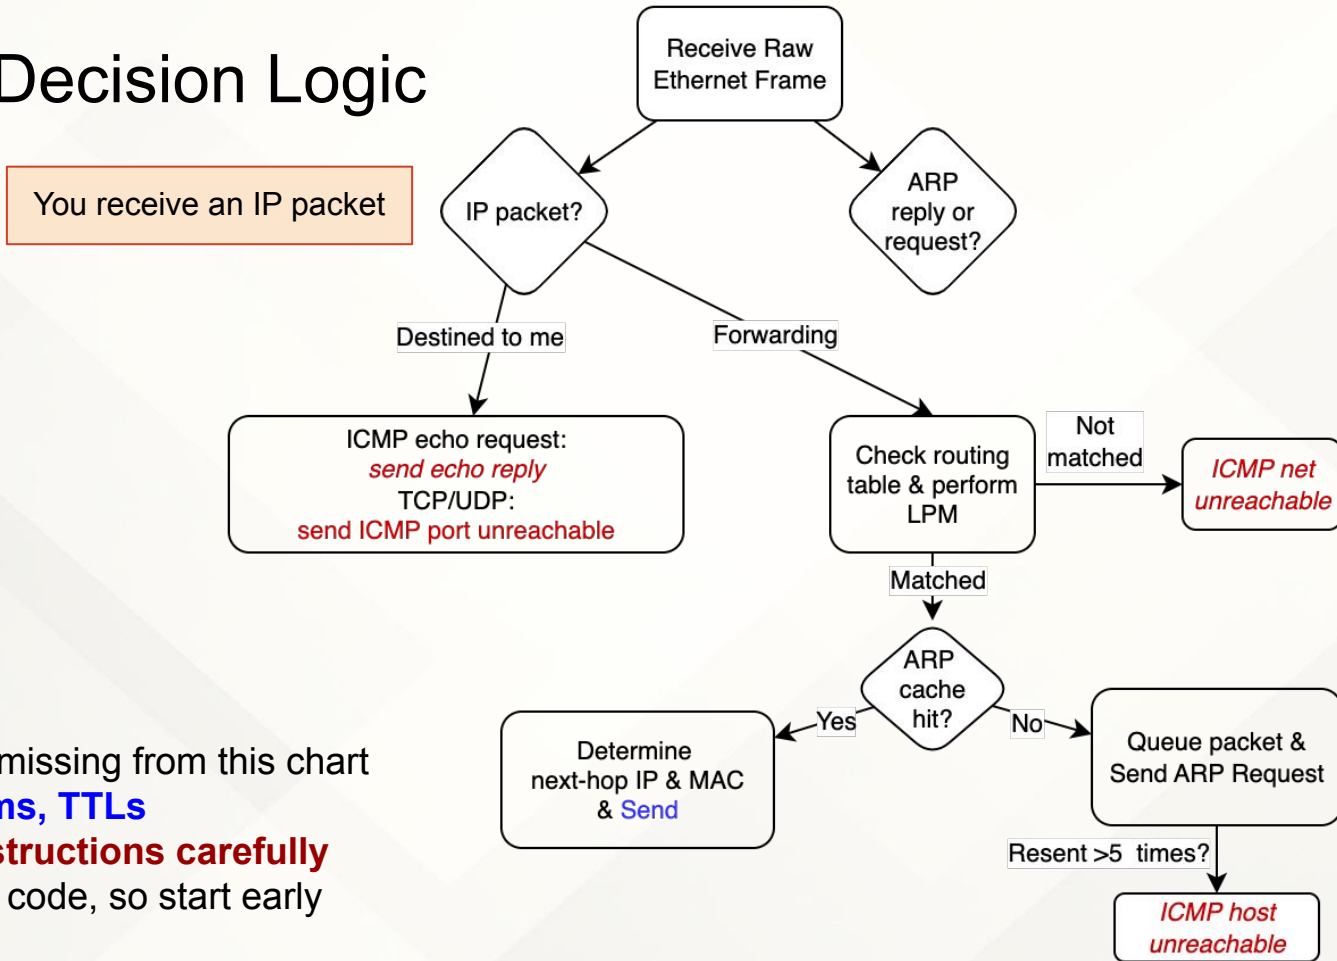 Decision Logic
You receive an IP packet
Receive Raw
Ethernet Frame
IP packet?
ARP
reply or
request?
Destined to me
Forwarding
ICMP echo request:
send echo reply
TCP/UDP:
send ICMP port unreachable
Check routing
table & perform
LPM
Not
matched
ICMP net
unreachable
Matched
ARP
cache
hit?
Yes
No
Determine
next-hop IP & MAC
& Send
Queue packet &
Send ARP Request
Resent >5 times?
ICMP host
unreachable
missing from this chart
ms, TTLs
structions carefully
code, so start early